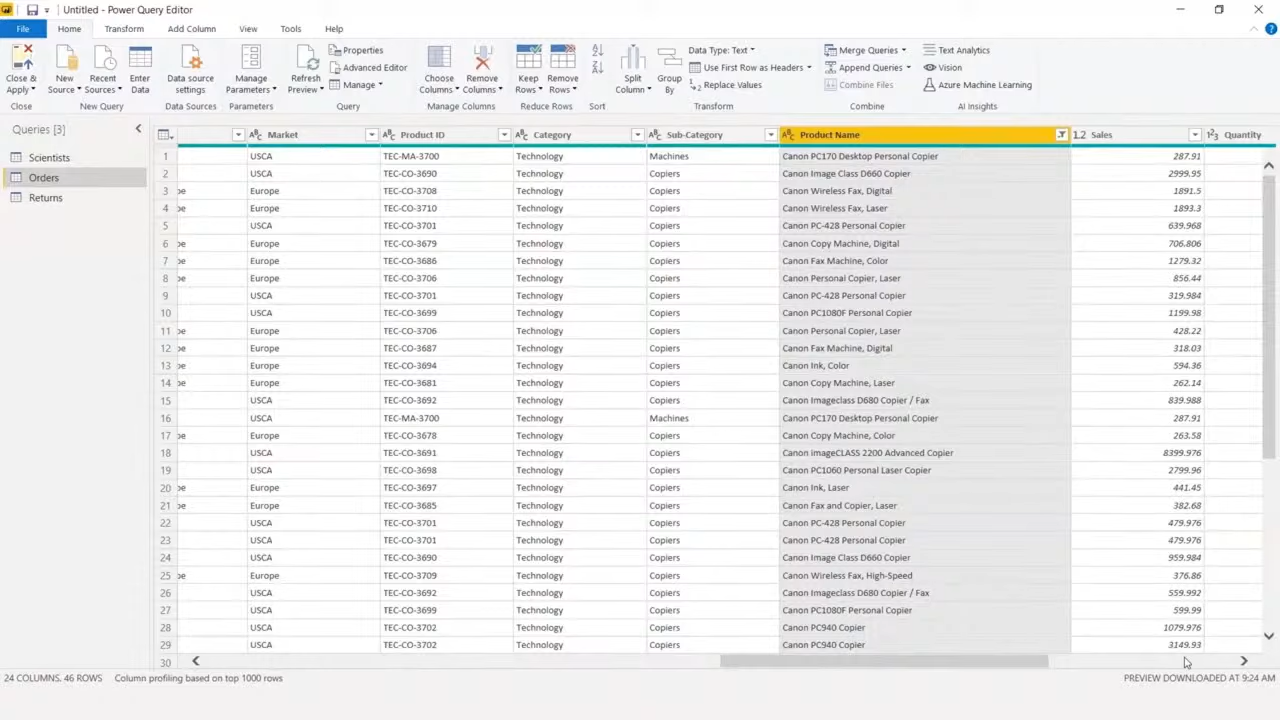 Untitled - Power Query Editor
File Home Transform Add Column View Tools Help
Close & Apply New Source Recent Sources Enter Data Data source settings Manage Parameters Refresh Preview Properties Advanced Editor Manage Choose Columns Remove Columns Keep Rows Remove Rows Split Column Group By Data Type: Text Use First Row as Headers Replace Values Merge Queries Append Queries Combine Files Text Analytics Vision Azure Machine Learning
Close New Query Data Sources Parameters Query Manage Columns Reduce Rows Sort Transform Combine AI Insights
Queries [3]
Scientists
Orders
Returns
Market Product ID Category Sub-Category Product Name 1.2 Sales 123 Quantity
1 USCA TEC-MA-3700 Technology Machines Canon PC170 Desktop Personal Copier 287.91
2 USCA TEC-CO-3690 Technology Copiers Canon Image Class D660 Copier 2999.95
3 pe Europe TEC-CO-3708 Technology Copiers Canon Wireless Fax, Digital 1891.5
4 pe Europe TEC-CO-3710 Technology Copiers Canon Wireless Fax, Laser 1893.3
5 USCA TEC-CO-3701 Technology Copiers Canon PC-428 Personal Copier 639.968
6 pe Europe TEC-CO-3679 Technology Copiers Canon Copy Machine, Digital 706.806
7 pe Europe TEC-CO-3686 Technology Copiers Canon Fax Machine, Color 1279.32
8 pe Europe TEC-CO-3706 Technology Copiers Canon Personal Copier, Laser 856.44
9 USCA TEC-CO-3701 Technology Copiers Canon PC-428 Personal Copier 319.984
10 USCA TEC-CO-3699 Technology Copiers Canon PC1080F Personal Copier 1199.98
11 pe Europe TEC-CO-3706 Technology Copiers Canon Personal Copier, Laser 428.22
12 pe Europe TEC-CO-3687 Technology Copiers Canon Fax Machine, Digital 318.03
13 pe Europe TEC-CO-3694 Technology Copiers Canon Ink, Color 594.36
14 pe Europe TEC-CO-3681 Technology Copiers Canon Copy Machine, Laser 262.14
15 USCA TEC-CO-3692 Technology Copiers Canon Imageclass D680 Copier / Fax 839.988
16 USCA TEC-MA-3700 Technology Machines Canon PC170 Desktop Personal Copier 287.91
17 pe Europe TEC-CO-3678 Technology Copiers Canon Copy Machine, Color 263.58
18 USCA TEC-CO-3691 Technology Copiers Canon imageCLASS 2200 Advanced Copier 8399.976
19 USCA TEC-CO-3698 Technology Copiers Canon PC1060 Personal Laser Copier 2799.96
20 pe Europe TEC-CO-3697 Technology Copiers Canon Ink, Laser 441.45
21 pe Europe TEC-CO-3685 Technology Copiers Canon Fax and Copier, Laser 382.68
22 USCA TEC-CO-3701 Technology Copiers Canon PC-428 Personal Copier 479.976
23 USCA TEC-CO-3701 Technology Copiers Canon PC-428 Personal Copier 479.976
24 USCA TEC-CO-3690 Technology Copiers Canon Image Class D660 Copier 959.984
25 pe Europe TEC-CO-3709 Technology Copiers Canon Wireless Fax, High-Speed 376.86
26 USCA TEC-CO-3692 Technology Copiers Canon Imageclass D680 Copier / Fax 559.992
27 USCA TEC-CO-3699 Technology Copiers Canon PC1080F Personal Copier 599.99
28 USCA TEC-CO-3702 Technology Copiers Canon PC940 Copier 1079.976
29 USCA TEC-CO-3702 Technology Copiers Canon PC940 Copier 3149.93
30
24 COLUMNS, 46 ROWS Column profiling based on top 1000 rows PREVIEW DOWNLOADED AT 9:24 AM